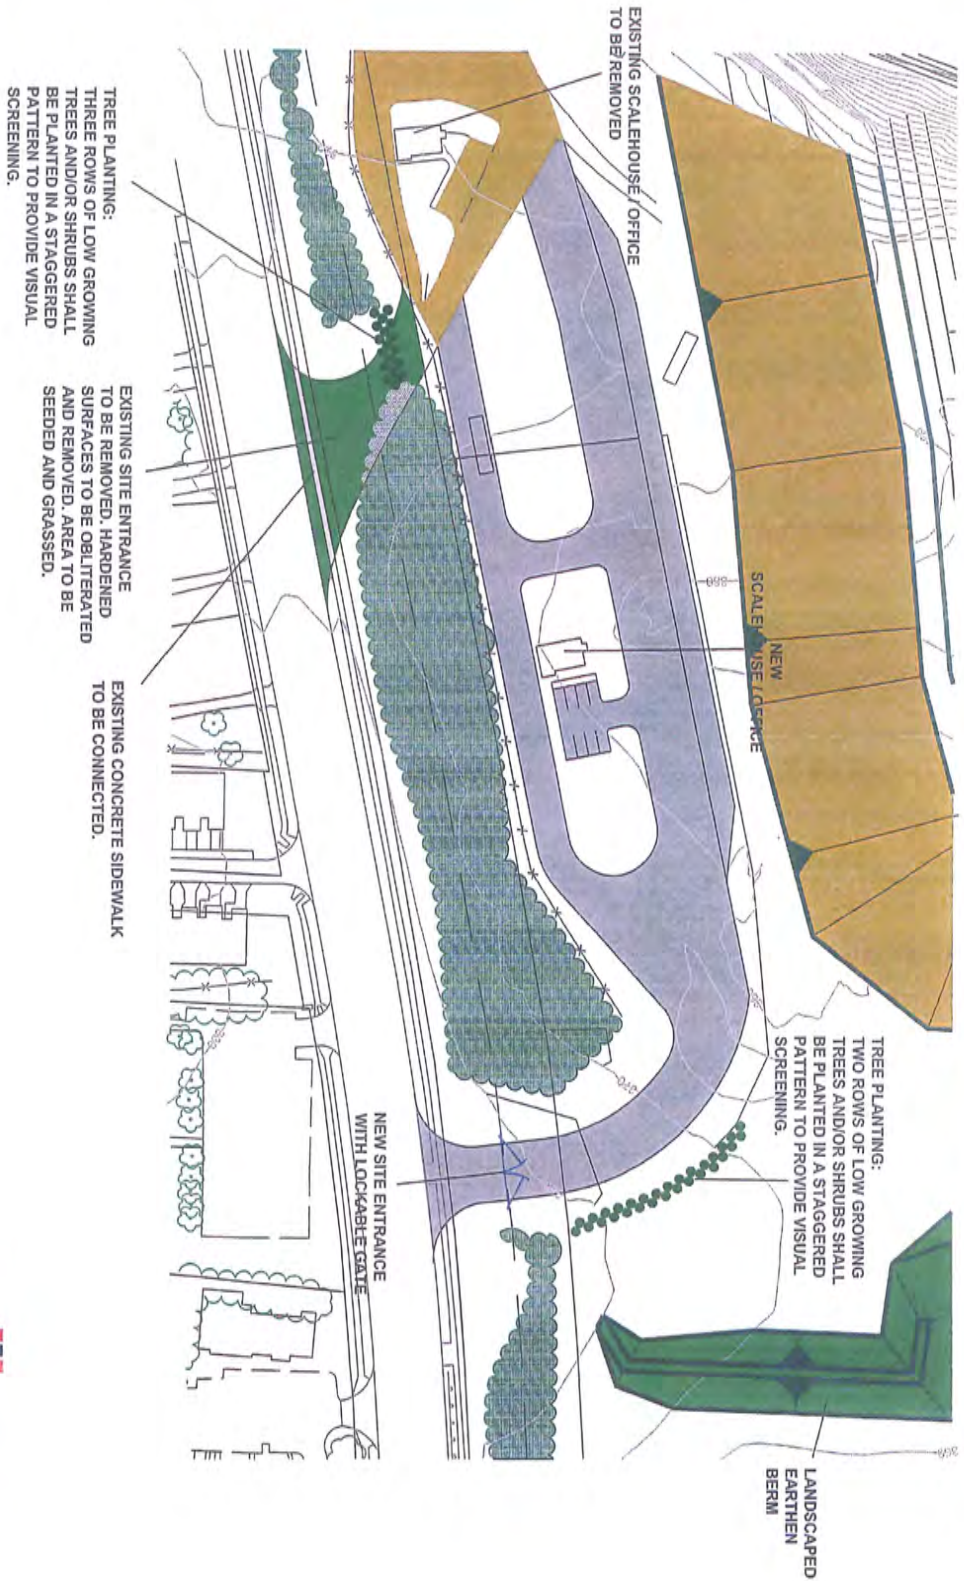 EXISTING SCALEHOUSE / OFFICE
TO BE REMOVED
NEW
SCALEHOUSE / OFFICE
TREE PLANTING:
TWO ROWS OF LOW GROWING
TREES AND/OR SHRUBS SHALL
BE PLANTED IN A STAGGERED
PATTERN TO PROVIDE VISUAL
SCREENING.
LANDSCAPED
EARTHEN
BERM
NEW SITE ENTRANCE
WITH LOCKABLE GATE
TREE PLANTING:
THREE ROWS OF LOW GROWING
TREES AND/OR SHRUBS SHALL
BE PLANTED IN A STAGGERED
PATTERN TO PROVIDE VISUAL
SCREENING.
EXISTING SITE ENTRANCE
TO BE REMOVED. HARDENED
SURFACES TO BE OBLITERATED
AND REMOVED. AREA TO BE
SEEDED AND GRASSED.
EXISTING CONCRETE SIDEWALK
TO BE CONNECTED.